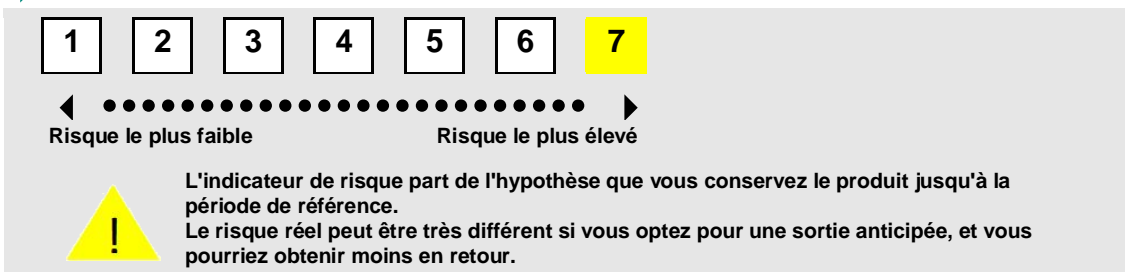 1 2 3 4 5 6 7
Risque le plus faible Risque le plus élevé
L'indicateur de risque part de l'hypothèse que vous conservez le produit jusqu'à la
période de référence.
Le risque réel peut être très différent si vous optez pour une sortie anticipée, et vous
pourriez obtenir moins en retour.
!